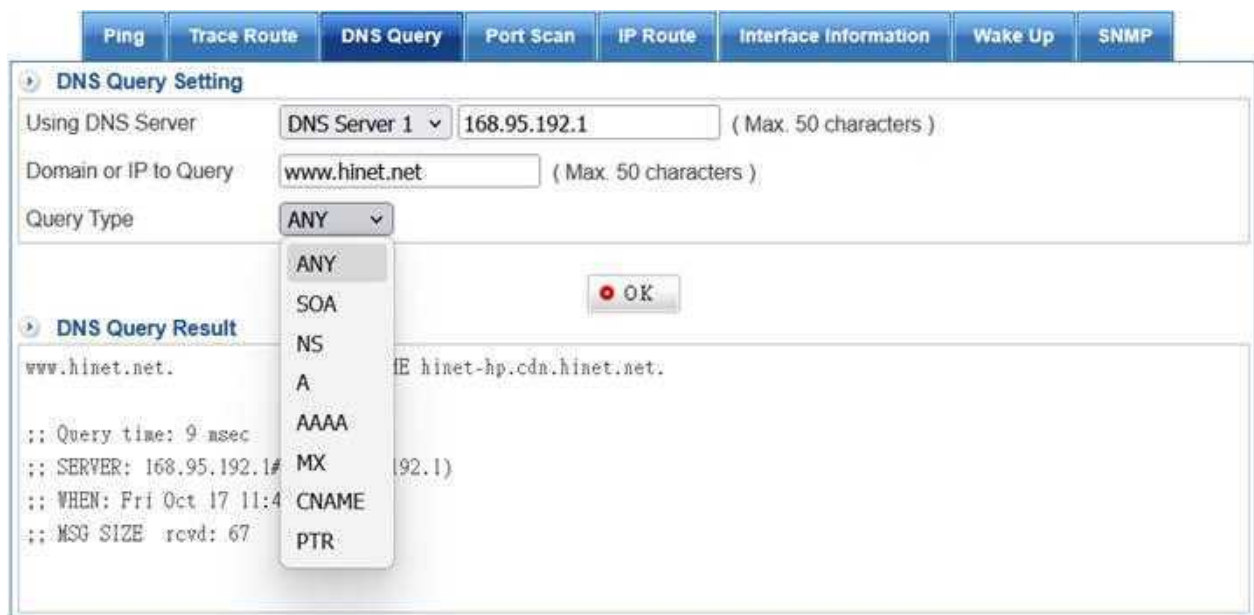 Ping Trace Route DNS Query Port Scan IP Route Interface Information Wake Up SNMP
DNS Query Setting
Using DNS Server DNS Server 1 168.95.192.1 ( Max. 50 characters )
Domain or IP to Query www.hinet.net ( Max. 50 characters )
Query Type ANY
ANY
OK
SOA
DNS Query Result
NS
www.hinet.net. hinet-hp.cdn.hinet.net.
A
AAAA
;; Query time: 9 msec
;; SERVER: 168.95.192.1# 192.1)
MX
;; WHEN: Fri Oct 17 11:4
CNAME
;; MSG SIZE rcvd: 67
PTR